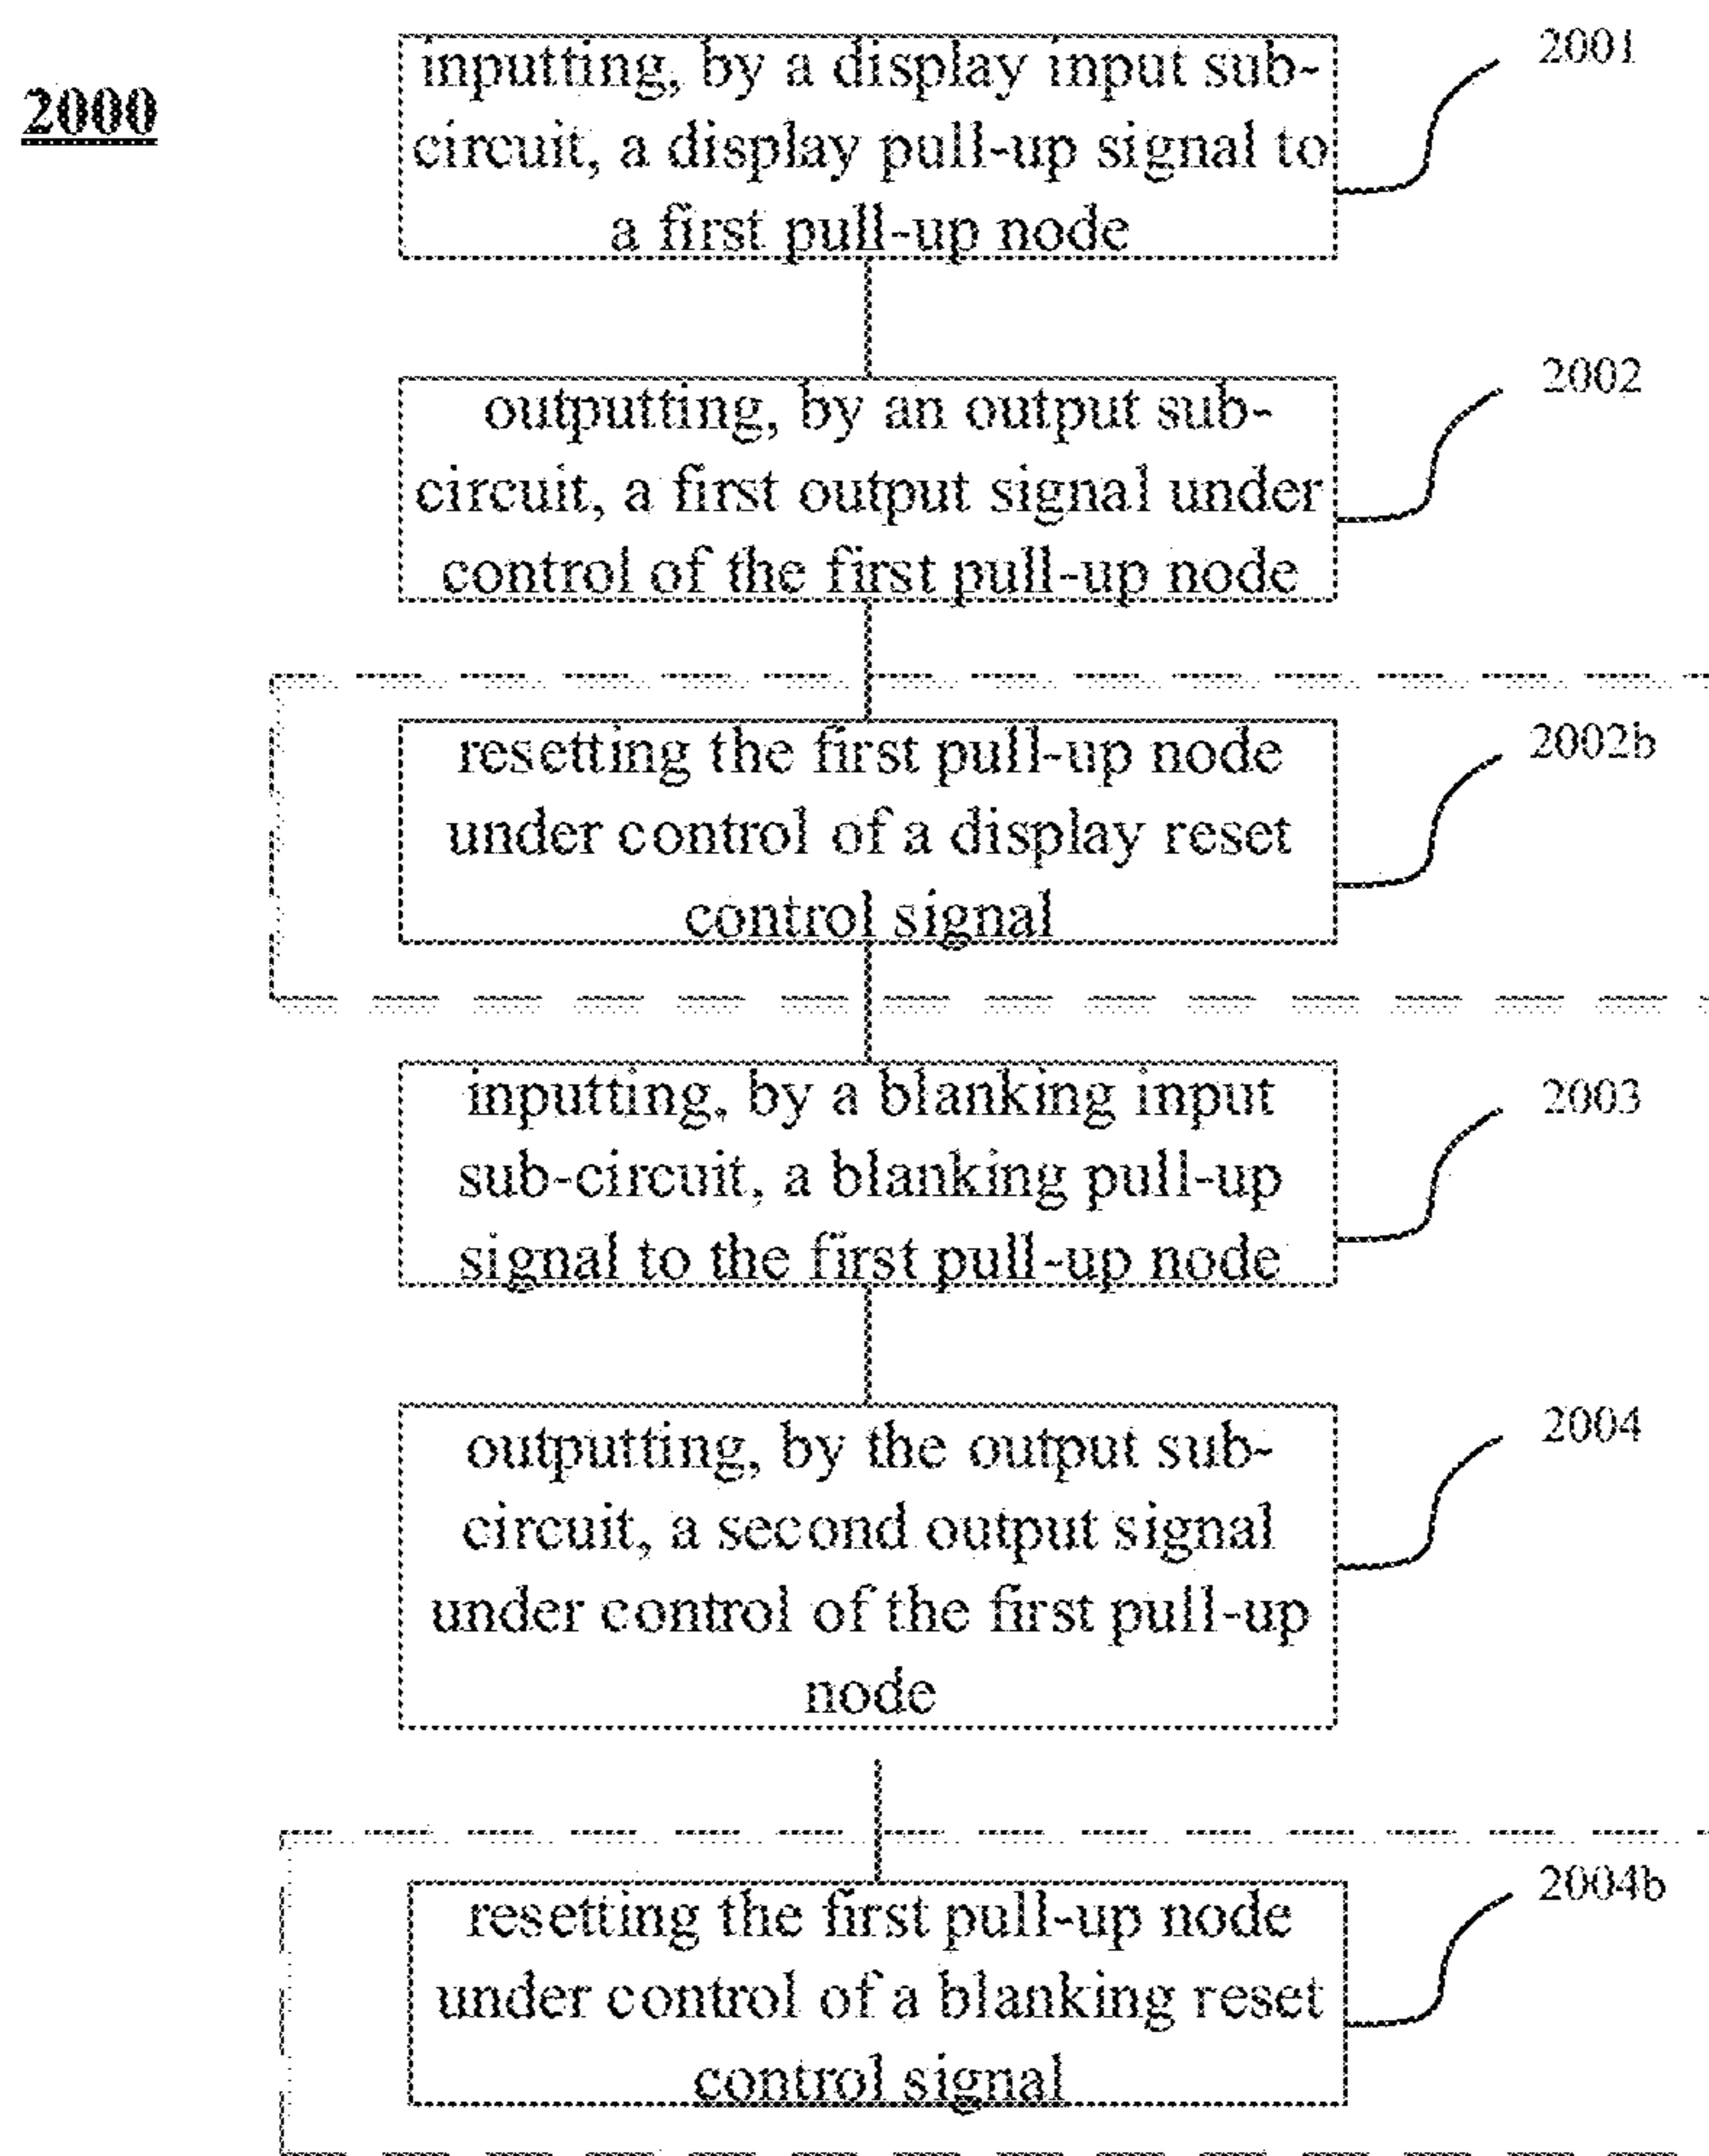 2000
inputting, by a display input sub-
circuit, a display pull-up signal to
a first pull-up node
2001
outputting, by an output sub-
circuit, a first output signal under
control of the first pull-up node
2002
resetting the first pull-up node
under control of a display reset
control signal
2002b
inputting, by a blanking input
sub-circuit, a blanking pull-up
signal to the first pull-up node
2003
outputting, by the output sub-
circuit, a second output signal
under control of the first pull-up
node
2004
resetting the first pull-up node
under control of a blanking reset
control signal
2004b